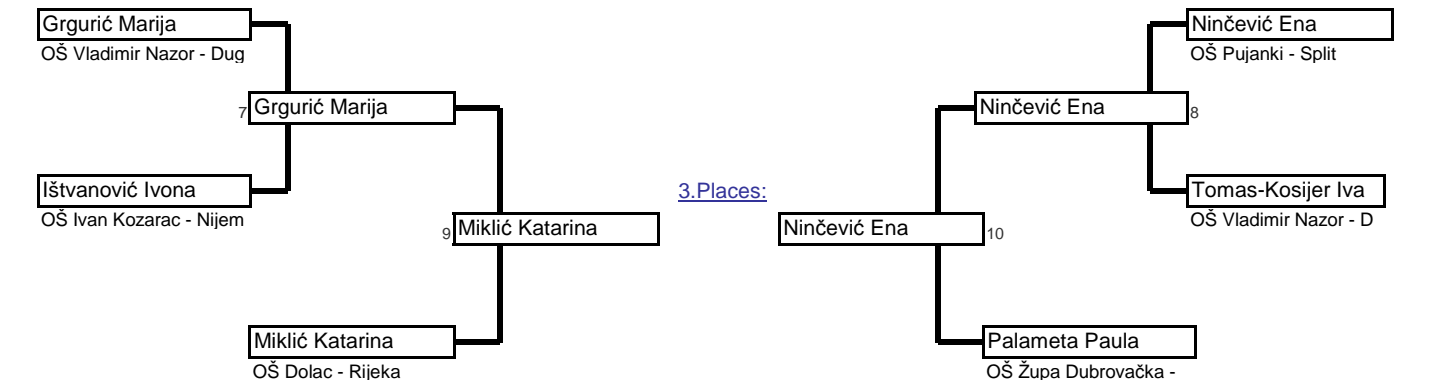 Grgurić Marija
OŠ Vladimir Nazor - Dug
7 Grgurić Marija
Ištvanović Ivona
OŠ Ivan Kozarac - Nijem
9 Miklić Katarina
Miklić Katarina
OŠ Dolac - Rijeka
3.Places:
Ninčević Ena
OŠ Pujanki - Split
Ninčević Ena 8
Tomas-Kosijer Iva
OŠ Vladimir Nazor - D
Ninčević Ena 10
Palameta Paula
OŠ Župa Dubrovačka -